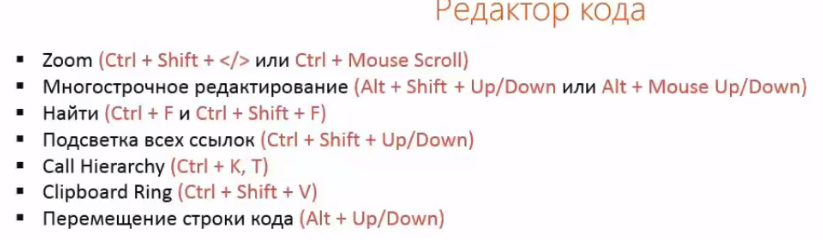 Редактор кода
▪ Zoom (Ctrl + Shift + </> или Ctrl + Mouse Scroll)
▪ Многострочное редактирование (Alt + Shift + Up/Down или Alt + Mouse Up/Down)
▪ Найти (Ctrl + F и Ctrl + Shift + F)
▪ Подсветка всех ссылок (Ctrl + Shift + Up/Down)
▪ Call Hierarchy (Ctrl + K, T)
▪ Clipboard Ring (Ctrl + Shift + V)
▪ Перемещение строки кода (Alt + Up/Down)